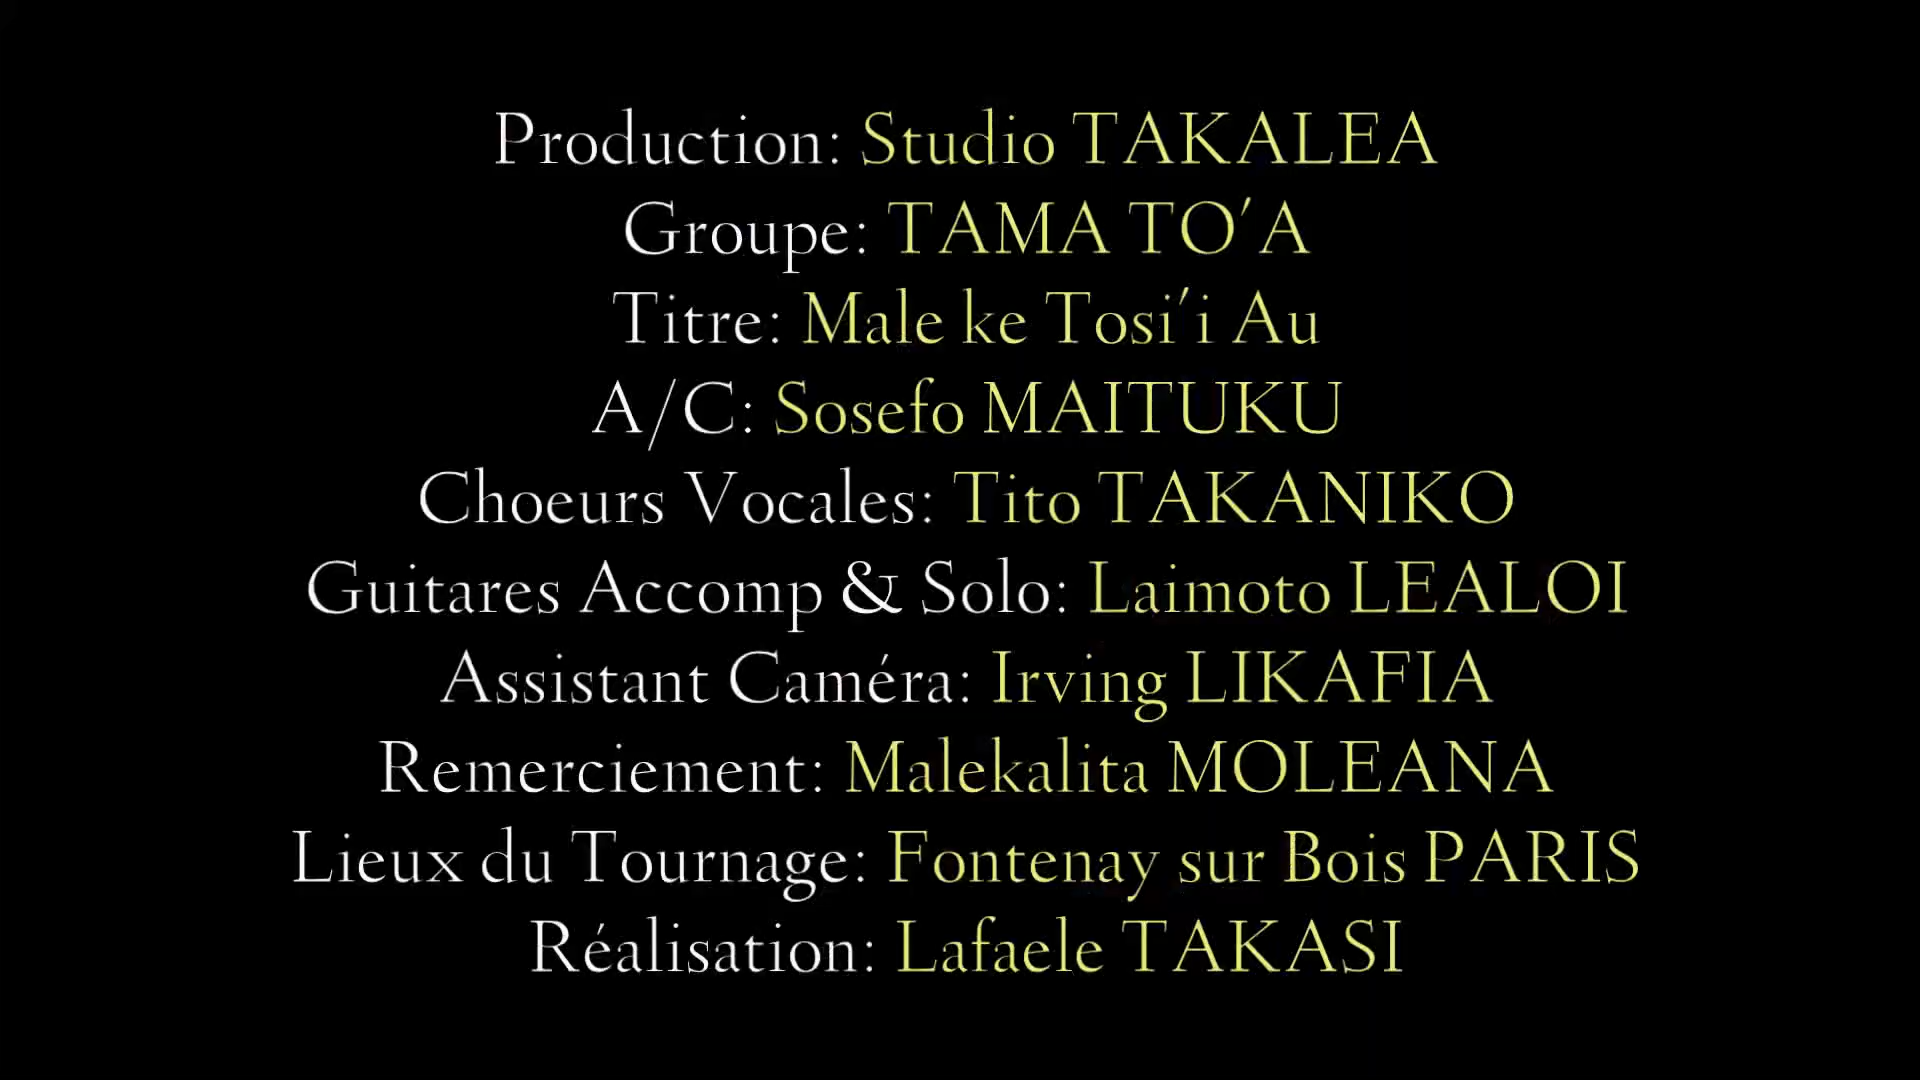 Production: Studio TAKALEA
Groupe: TAMA TO'A
Titre: Male ke Tosi'i Au
A/C: Sosefo MAITUKU
Choeurs Vocales: Tito TAKANIKO
Guitares Accomp & Solo: Laimoto LEALOI
Assistant Caméra: Irving LIKAFIA
Remerciement: Malekalita MOLEANA
Lieux du Tournage: Fontenay sur Bois PARIS
Réalisation: Lafaele TAKASI